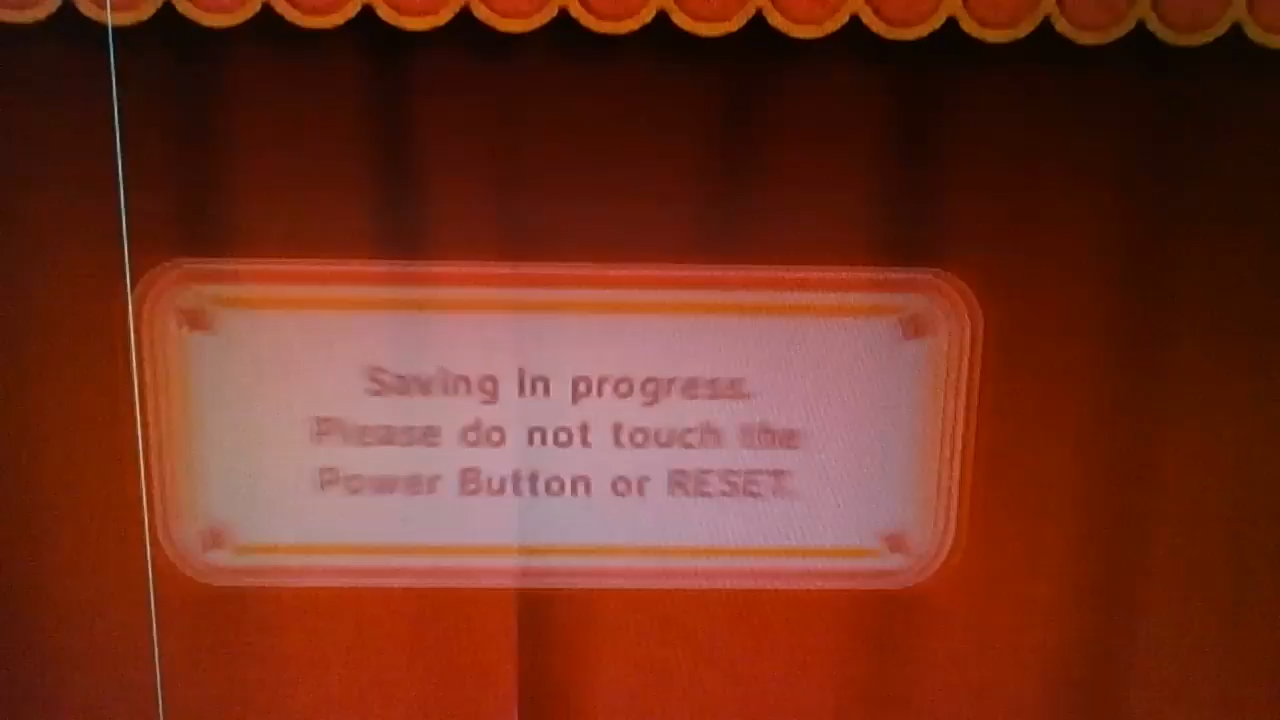 Saving in progress.
Please do not touch the
Power Button or RESET.